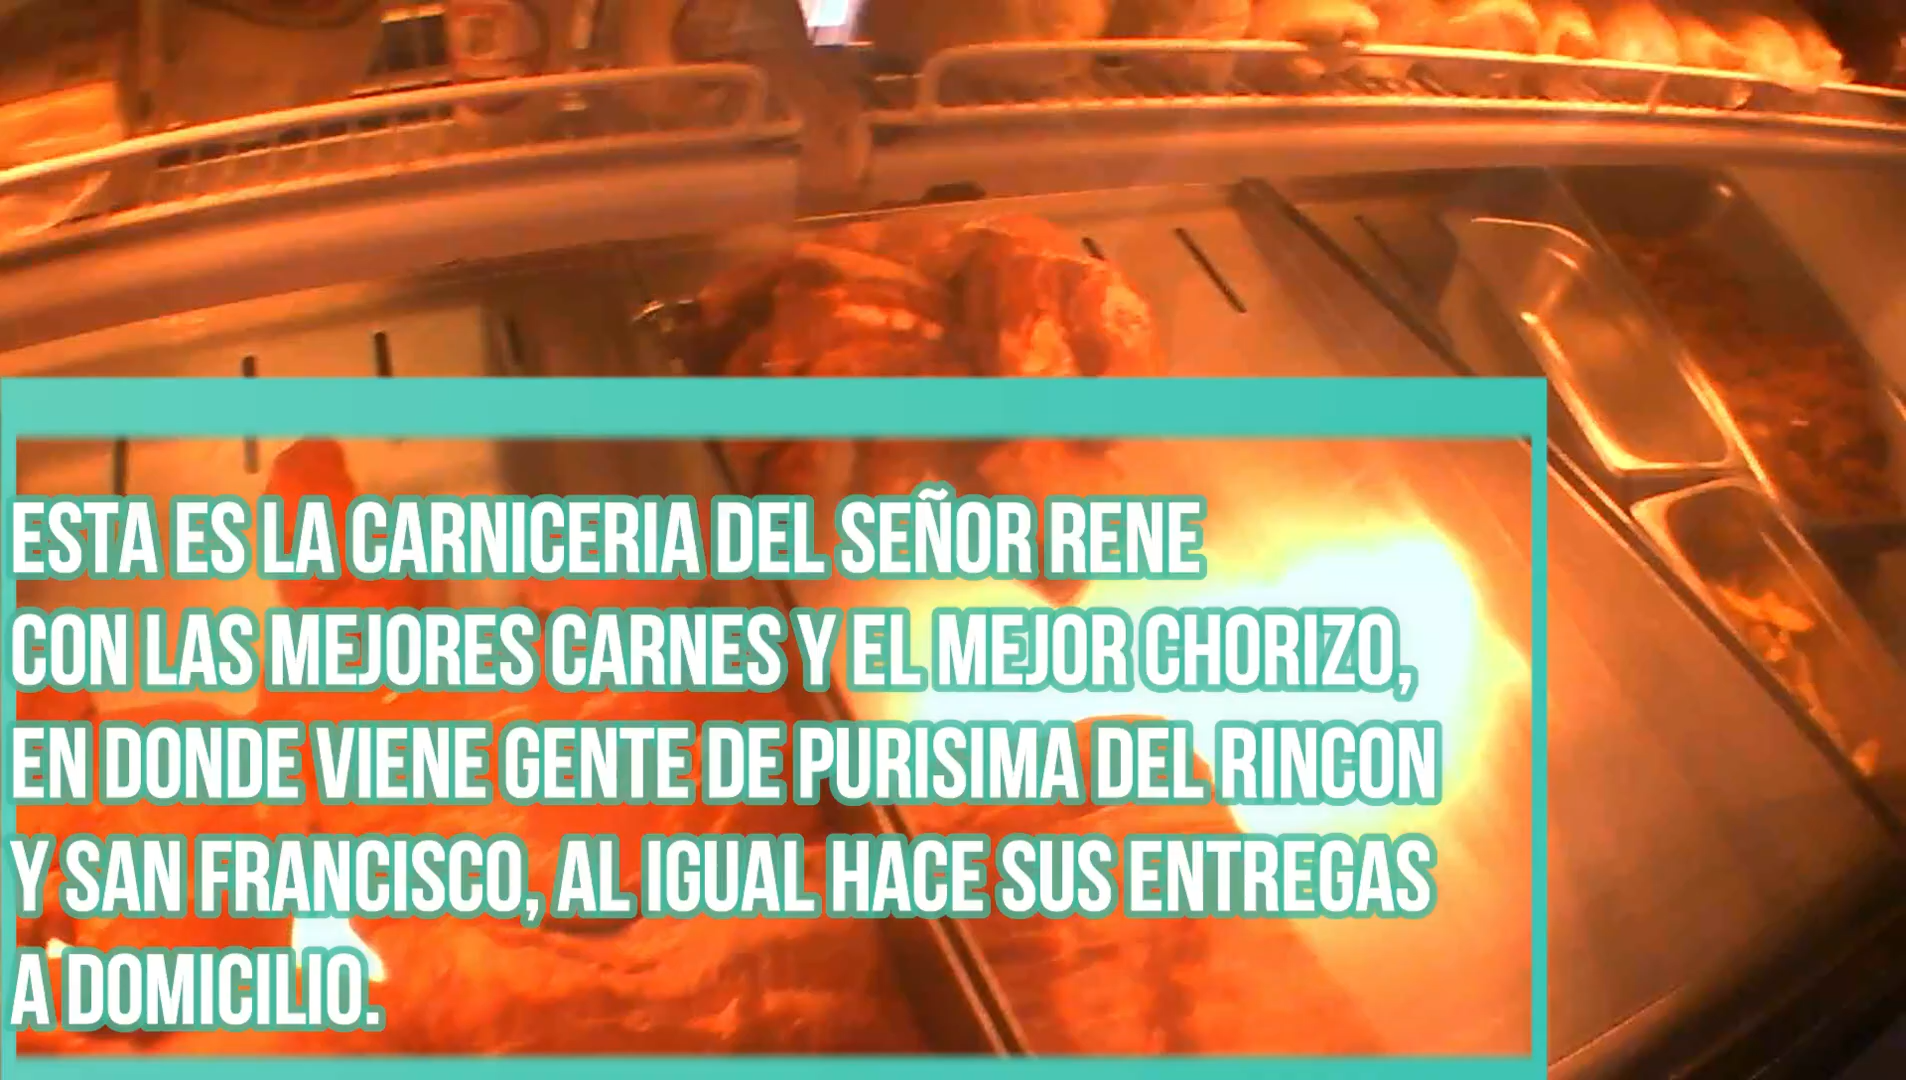 ESTA ES LA CARNICERIA DEL SEÑOR RENE
CON LAS MEJORES CARNES Y EL MEJOR CHORIZO,
EN DONDE VIENE GENTE DE PURISIMA DEL RINCON
Y SAN FRANCISCO, AL IGUAL HACE SUS ENTREGAS
A DOMICILIO.